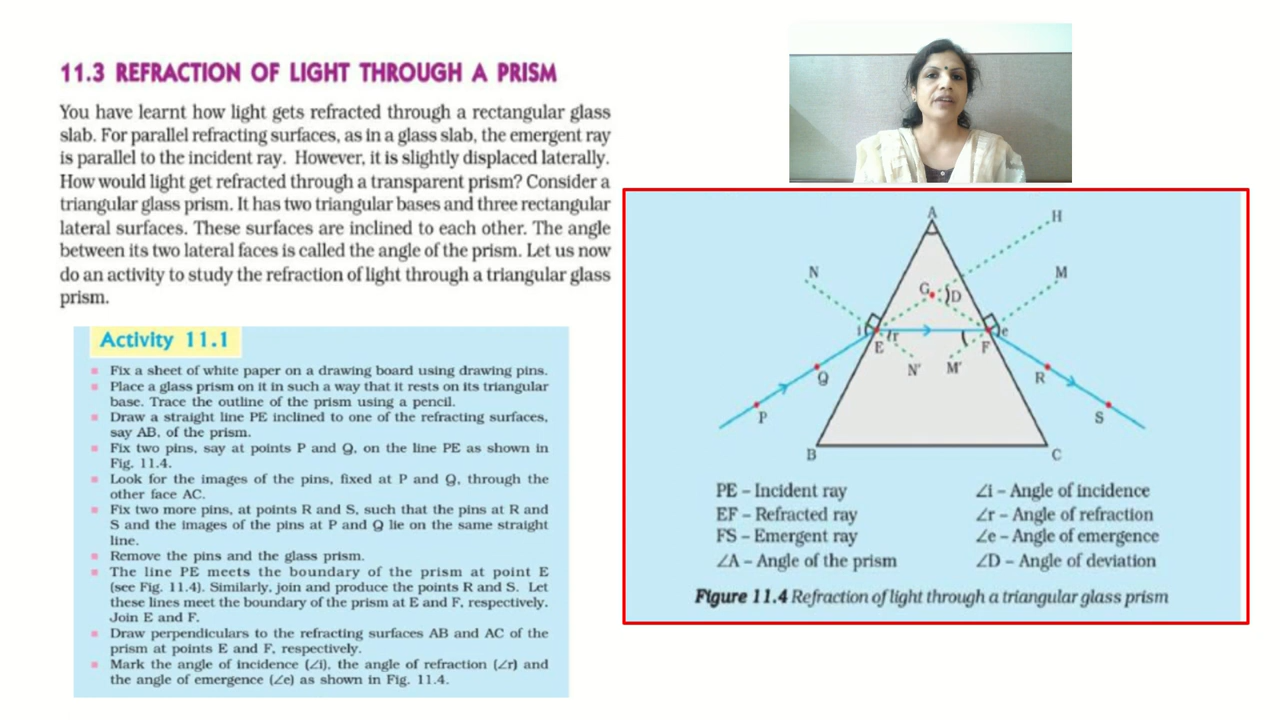 11.3 REFRACTION OF LIGHT THROUGH A PRISM
You have learnt how light gets refracted through a rectangular glass
slab. For parallel refracting surfaces, as in a glass slab, the emergent ray
is parallel to the incident ray. However, it is slightly displaced laterally.
How would light get refracted through a transparent prism? Consider a
triangular glass prism. It has two triangular bases and three rectangular
lateral surfaces. These surfaces are inclined to each other. The angle
between its two lateral faces is called the angle of the prism. Let us now
do an activity to study the refraction of light through a triangular glass
prism.
Activity 11.1
Fix a sheet of white paper on a drawing board using drawing pins.
Place a glass prism on it in such a way that it rests on its triangular
base. Trace the outline of the prism using a pencil.
Draw a straight line PE inclined to one of the refracting surfaces,
say AB, of the prism.
Fix two pins, say at points P and Q, on the line PE as shown in
Fig. 11.4.
Look for the images of the pins, fixed at P and Q, through the
other face AC.
Fix two more pins, at points R and S, such that the pins at R and
S and the images of the pins at P and Q lie on the same straight
line.
Remove the pins and the glass prism.
The line PE meets the boundary of the prism at point E
(see Fig. 11.4). Similarly, join and produce the points R and S. Let
these lines meet the boundary of the prism at E and F, respectively.
Join E and F.
Draw perpendiculars to the refracting surfaces AB and AC of the
prism at points E and F, respectively.
Mark the angle of incidence (∠i), the angle of refraction (∠r) and
the angle of emergence (∠e) as shown in Fig. 11.4.
A
H
N
M
G
D
i
r
e
E
F
N'
M'
Q
R
P
S
B
C
PE – Incident ray
EF – Refracted ray
FS – Emergent ray
∠A – Angle of the prism
∠i – Angle of incidence
∠r – Angle of refraction
∠e – Angle of emergence
∠D – Angle of deviation
Figure 11.4 Refraction of light through a triangular glass prism